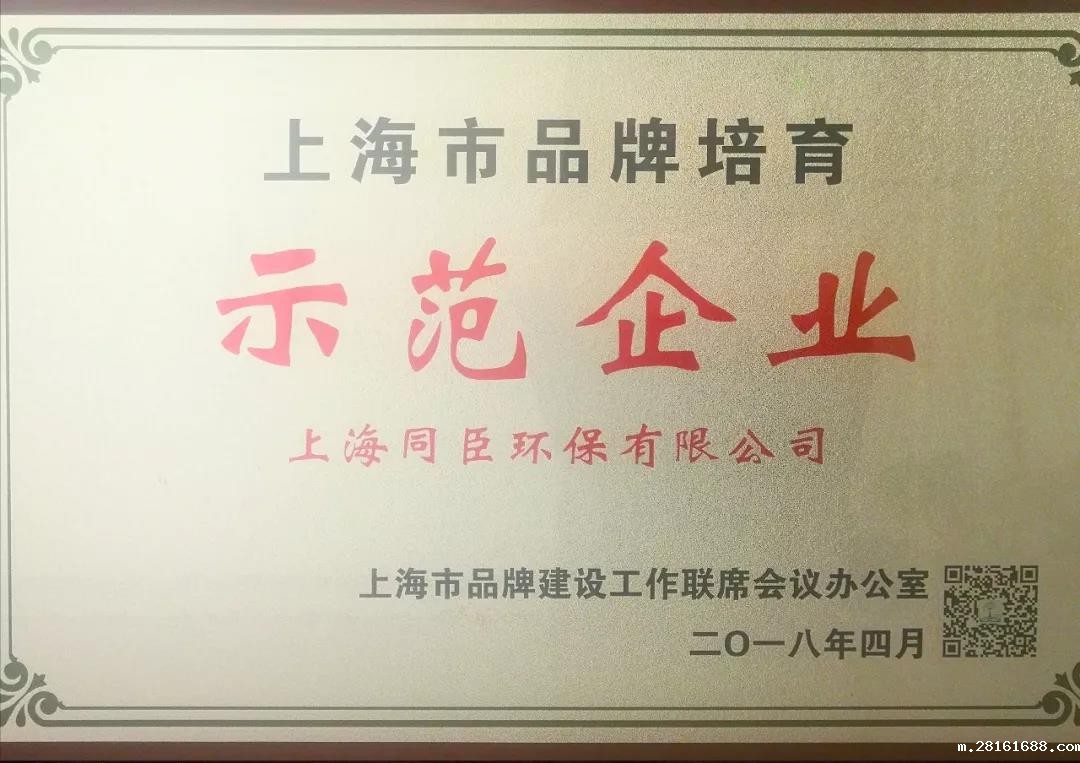 上海市品牌培育
示范企业
上海同臣环保有限公司
上海市品牌建设工作联席会议办公室
二〇一八年四月
m.28161688.com